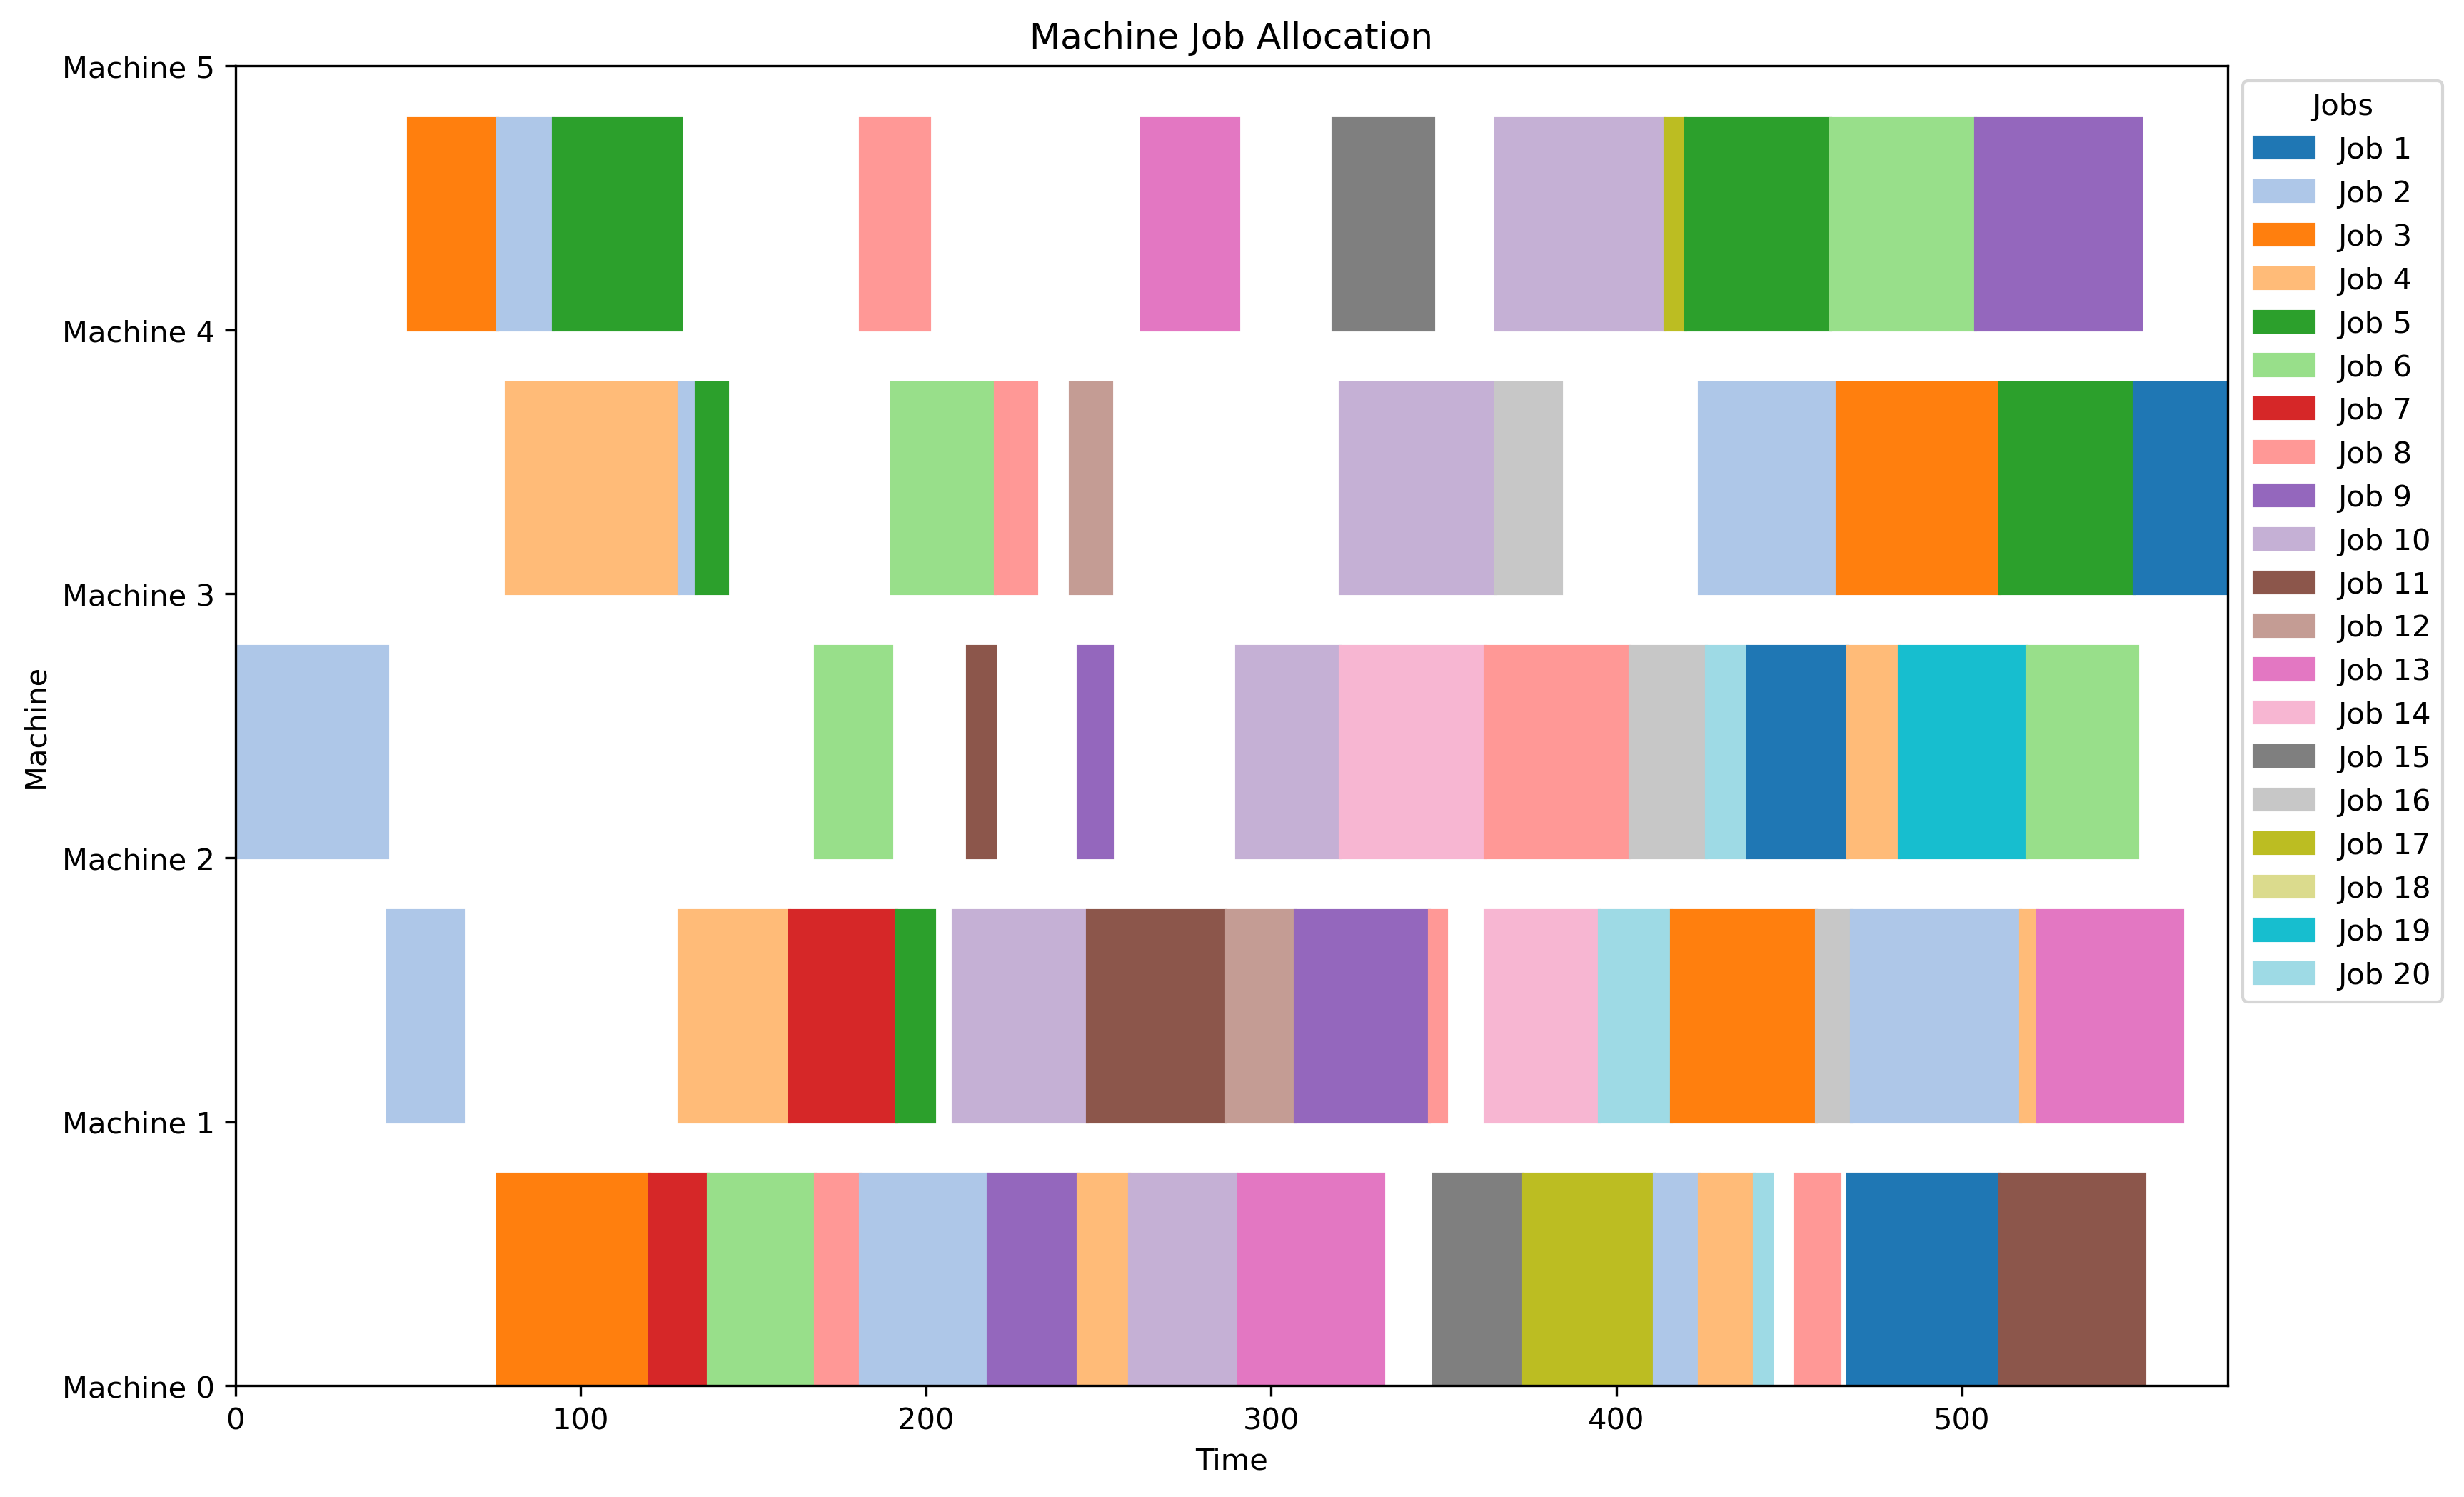 Machine Job Allocation
Machine 5
Machine 4
Machine 3
Machine 2
Machine 1
Machine 0
Machine
0 100 200 300 400 500
Time
Jobs
Job 1
Job 2
Job 3
Job 4
Job 5
Job 6
Job 7
Job 8
Job 9
Job 10
Job 11
Job 12
Job 13
Job 14
Job 15
Job 16
Job 17
Job 18
Job 19
Job 20